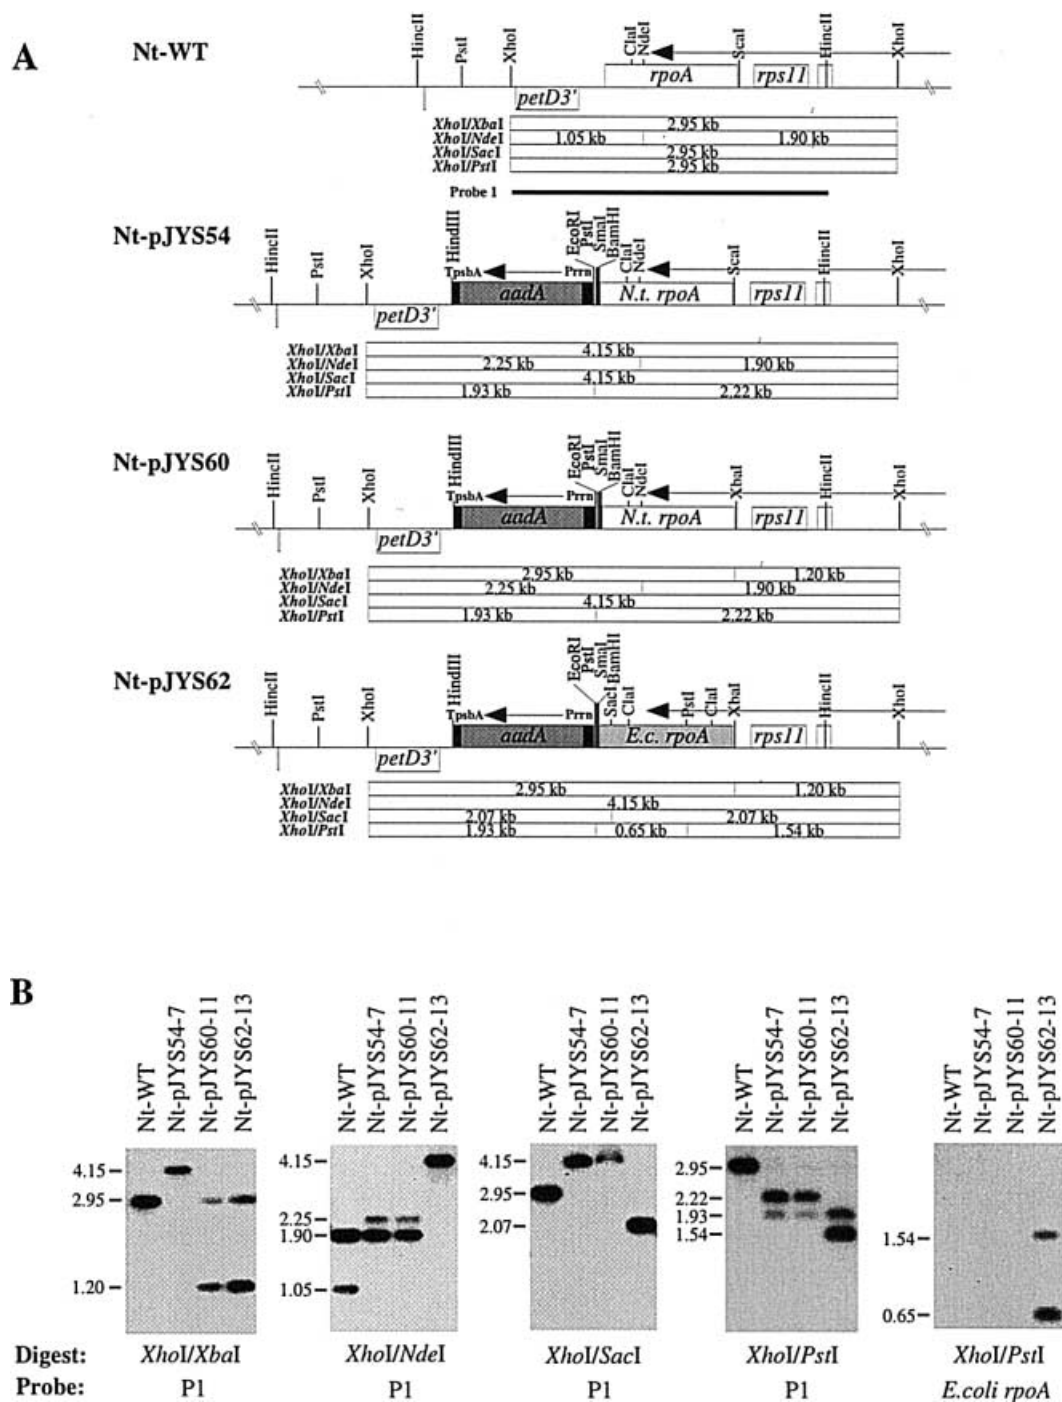 A
Nt-WT
HincII
PstI
XhoI
ClaI
NdeI
ScaI
HincII
XhoI
rpoA
rps11
petD3'
XhoI/XbaI 2.95 kb
XhoI/NdeI 1.05 kb 1.90 kb
XhoI/SacI 2.95 kb
XhoI/PstI 2.95 kb
Probe 1
Nt-pJYS54
HincII
PstI
XhoI
HindIII
EcoRI
PstI
SmaI
BamHI
ClaI
NdeI
ScaI
HincII
XhoI
TpsbA Prrn
aadA N.t. rpoA rps11
petD3'
XhoI/XbaI 4.15 kb
XhoI/NdeI 2.25 kb 1.90 kb
XhoI/SacI 4.15 kb
XhoI/PstI 1.93 kb 2.22 kb
Nt-pJYS60
HincII
PstI
XhoI
HindIII
EcoRI
PstI
SmaI
BamHI
ClaI
NdeI
XbaI
HincII
XhoI
TpsbA Prrn
aadA N.t. rpoA rps11
petD3'
XhoI/XbaI 2.95 kb 1.20 kb
XhoI/NdeI 2.25 kb 1.90 kb
XhoI/SacI 4.15 kb
XhoI/PstI 1.93 kb 2.22 kb
Nt-pJYS62
HincII
PstI
XhoI
HindIII
EcoRI
PstI
SmaI
BamHI
SacI
ClaI
PstI
ClaI
XbaI
HincII
XhoI
TpsbA Prrn
aadA E.c. rpoA rps11
petD3'
XhoI/XbaI 2.95 kb 1.20 kb
XhoI/NdeI 4.15 kb
XhoI/SacI 2.07 kb 2.07 kb
XhoI/PstI 1.93 kb 0.65 kb 1.54 kb
B
Nt-WT
Nt-pJYS54-7
Nt-pJYS60-11
Nt-pJYS62-13
Nt-WT
Nt-pJYS54-7
Nt-pJYS60-11
Nt-pJYS62-13
Nt-WT
Nt-pJYS54-7
Nt-pJYS60-11
Nt-pJYS62-13
Nt-WT
Nt-pJYS54-7
Nt-pJYS60-11
Nt-pJYS62-13
Nt-WT
Nt-pJYS54-7
Nt-pJYS60-11
Nt-pJYS62-13
4.15
2.95
1.20
4.15
2.25
1.90
1.05
4.15
2.95
2.07
2.95
2.22
1.93
1.54
1.54
0.65
Digest: XhoI/XbaI XhoI/NdeI XhoI/SacI XhoI/PstI XhoI/PstI
Probe: P1 P1 P1 P1 E.coli rpoA